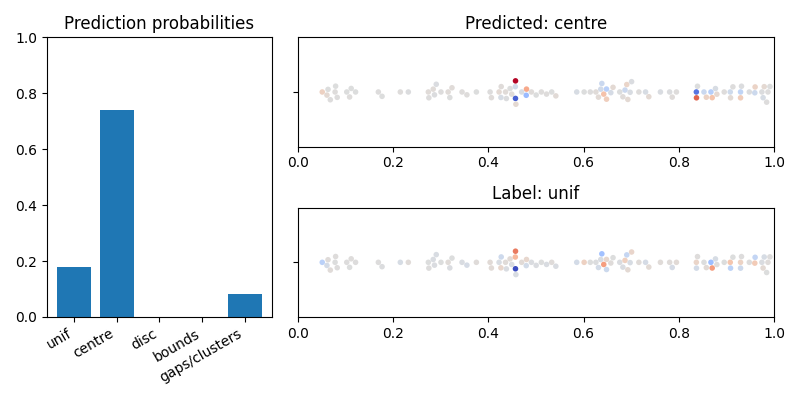 Prediction probabilities
1.0
0.8
0.6
0.4
0.2
0.0
unif
centre
disc
bounds
gaps/clusters
Predicted: centre
0.0 0.2 0.4 0.6 0.8 1.0
Label: unif
0.0 0.2 0.4 0.6 0.8 1.0